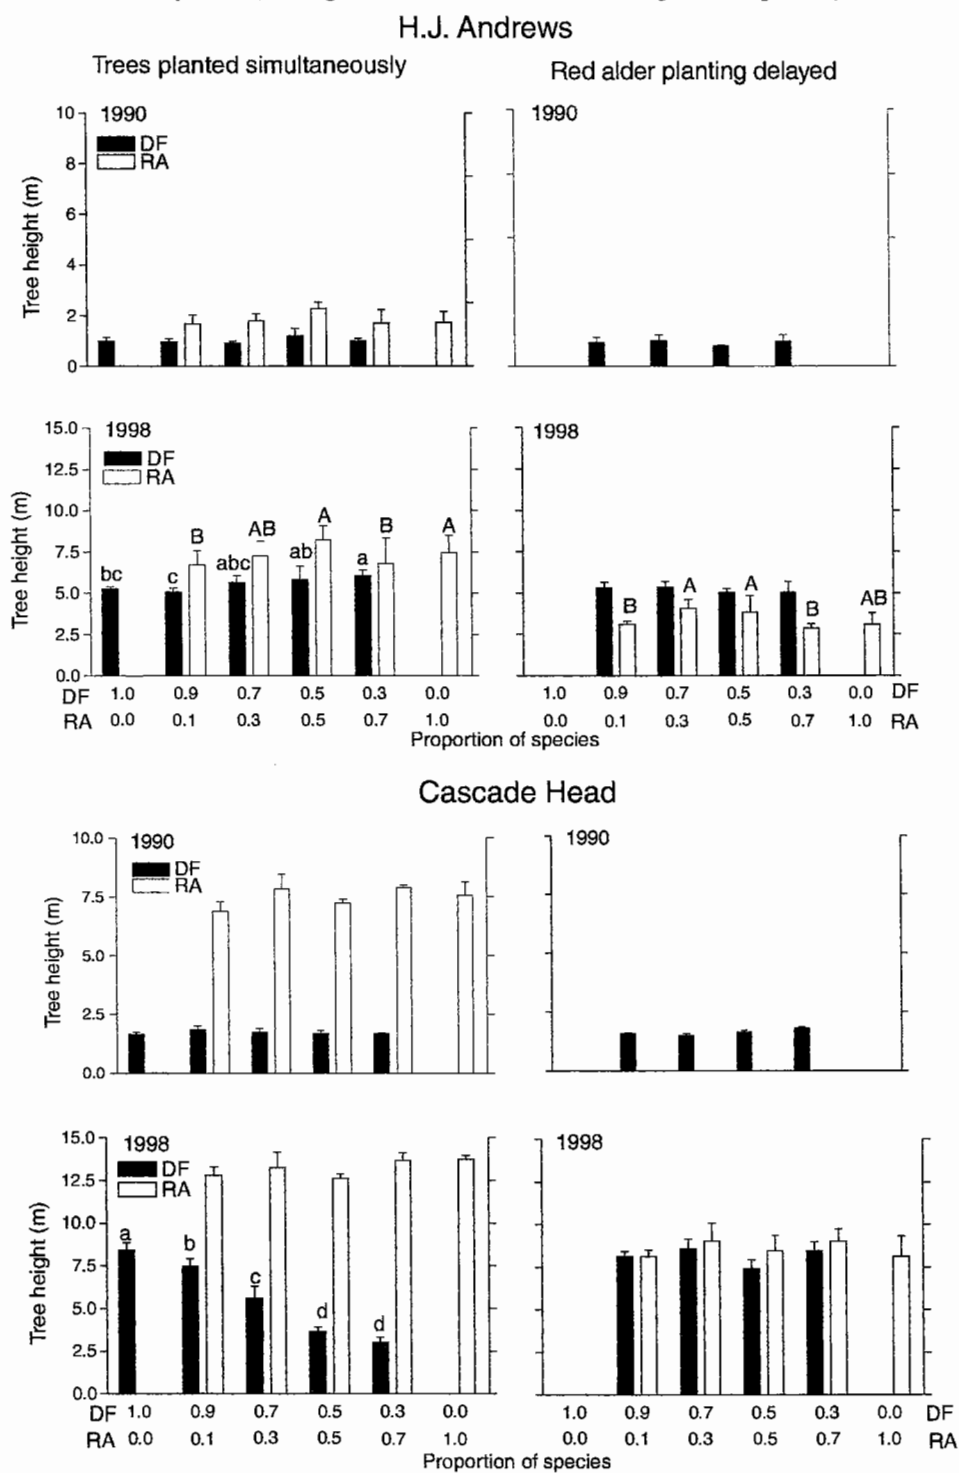 H.J. Andrews
Trees planted simultaneously
Red alder planting delayed
1990
DF
RA
10
8
6
4
2
0
Tree height (m)
1990
1998
DF
RA
15.0
12.5
10.0
7.5
5.0
2.5
0.0
Tree height (m)
bc
c
B
abc
AB
ab
A
a
B
A
1998
B
A
A
B
AB
DF 1.0 0.9 0.7 0.5 0.3 0.0
RA 0.0 0.1 0.3 0.5 0.7 1.0
1.0 0.9 0.7 0.5 0.3 0.0 DF
0.0 0.1 0.3 0.5 0.7 1.0 RA
Proportion of species
Cascade Head
1990
DF
RA
10.0
7.5
5.0
2.5
0.0
Tree height (m)
1990
1998
DF
RA
15.0
12.5
10.0
7.5
5.0
2.5
0.0
Tree height (m)
a
b
c
d
d
1998
DF 1.0 0.9 0.7 0.5 0.3 0.0
RA 0.0 0.1 0.3 0.5 0.7 1.0
1.0 0.9 0.7 0.5 0.3 0.0 DF
0.0 0.1 0.3 0.5 0.7 1.0 RA
Proportion of species